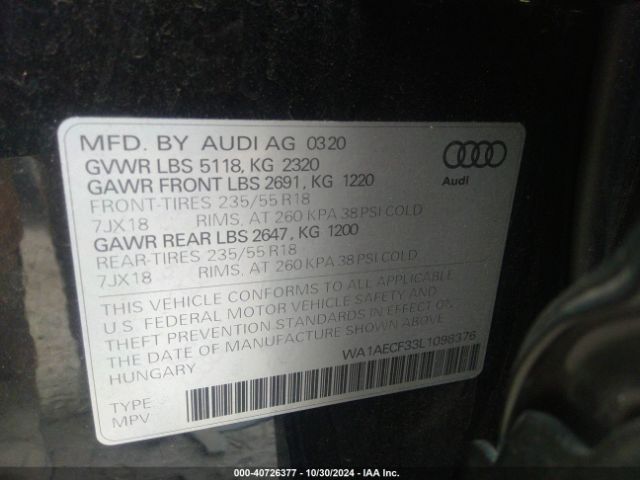 MFD. BY AUDI AG 0320
GVWR LBS 5118, KG 2320
GAWR FRONT LBS 2691, KG 1220
FRONT-TIRES 235/55 R18
7JX18 RIMS, AT 260 KPA 38 PSI COLD
GAWR REAR LBS 2647, KG 1200
REAR-TIRES 235/55 R18
7JX18 RIMS, AT 260 KPA 38 PSI COLD
THIS VEHICLE CONFORMS TO ALL APPLICABLE
U.S. FEDERAL MOTOR VEHICLE SAFETY AND
THEFT PREVENTION STANDARDS IN EFFECT ON
THE DATE OF MANUFACTURE SHOWN ABOVE.
HUNGARY
WA1AECF33L1098376
TYPE
MPV
Audi
000-40726377 - 10/30/2024 - IAA Inc.